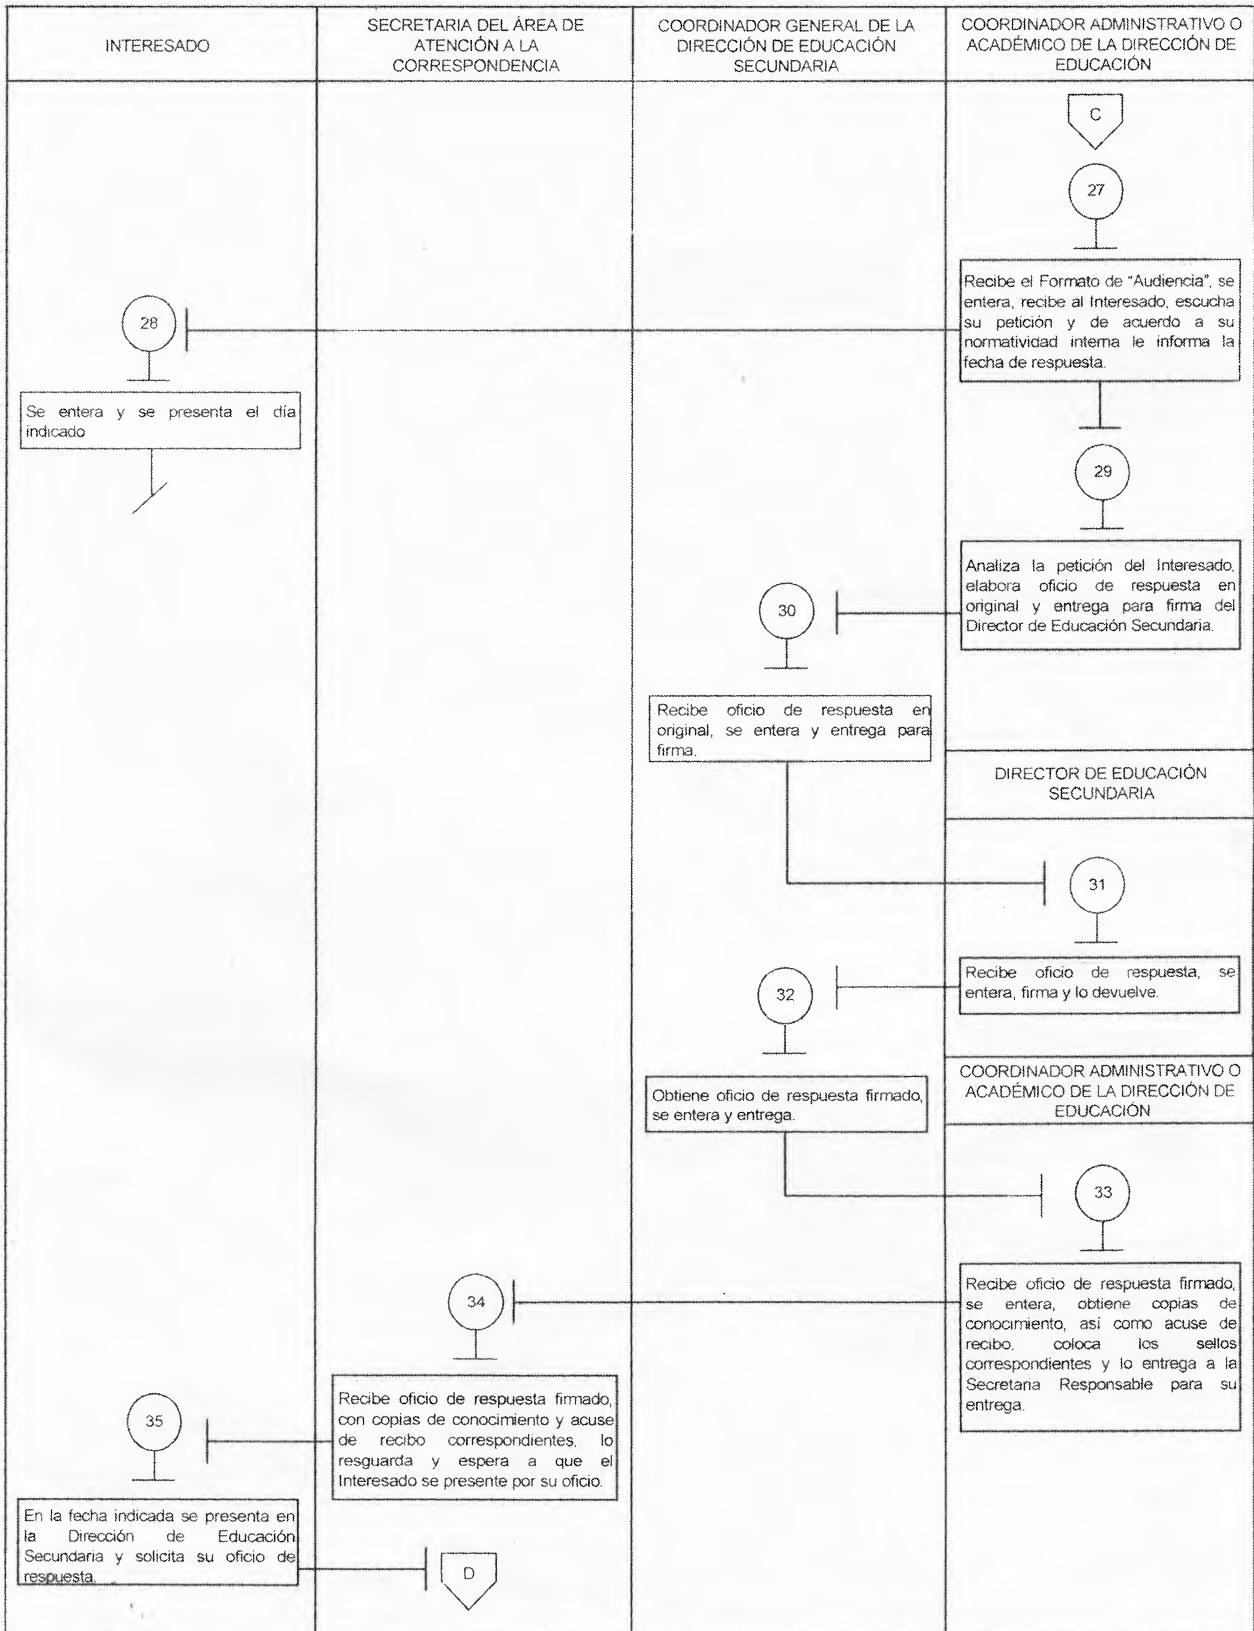 INTERESADO
SECRETARIA DEL ÁREA DE
ATENCIÓN A LA
CORRESPONDENCIA
COORDINADOR GENERAL DE LA
DIRECCIÓN DE EDUCACIÓN
SECUNDARIA
COORDINADOR ADMINISTRATIVO O
ACADÉMICO DE LA DIRECCIÓN DE
EDUCACIÓN
C
27
Recibe el Formato de "Audiencia", se
entera, recibe al Interesado, escucha
su petición y de acuerdo a su
normatividad interna le informa la
fecha de respuesta.
28
Se entera y se presenta el día
indicado
29
Analiza la petición del Interesado,
elabora oficio de respuesta en
original y entrega para firma del
Director de Educación Secundaria.
30
Recibe oficio de respuesta en
original, se entera y entrega para
firma.
DIRECTOR DE EDUCACIÓN
SECUNDARIA
31
Recibe oficio de respuesta, se
entera, firma y lo devuelve.
32
Obtiene oficio de respuesta firmado,
se entera y entrega.
COORDINADOR ADMINISTRATIVO O
ACADÉMICO DE LA DIRECCIÓN DE
EDUCACIÓN
33
Recibe oficio de respuesta firmado,
se entera, obtiene copias de
conocimiento, así como acuse de
recibo, coloca los sellos
correspondientes y lo entrega a la
Secretaria Responsable para su
entrega.
34
Recibe oficio de respuesta firmado,
con copias de conocimiento y acuse
de recibo correspondientes, lo
resguarda y espera a que el
Interesado se presente por su oficio.
35
En la fecha indicada se presenta en
la Dirección de Educación
Secundaria y solicita su oficio de
respuesta.
D